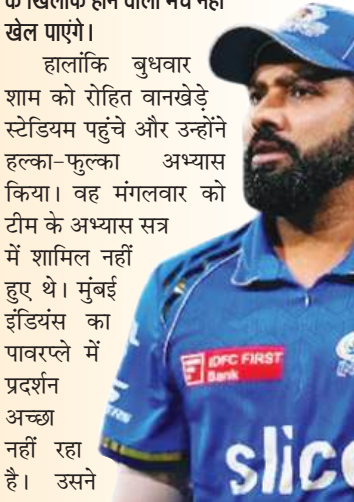 के खिलाफ होने वाला मैच नहीं
खेल पाएंगे।
हालांकि बुधवार
शाम को रोहित वानखेड़े
स्टेडियम पहुंचे और उन्होंने
हल्का-फुल्का अभ्यास
किया। वह मंगलवार को
टीम के अभ्यास सत्र
में शामिल नहीं
हुए थे। मुंबई
इंडियंस का
पावरप्ले में
प्रदर्शन
अच्छा
नहीं रहा
है। उसने
IDFC FIRST
Bank
slice